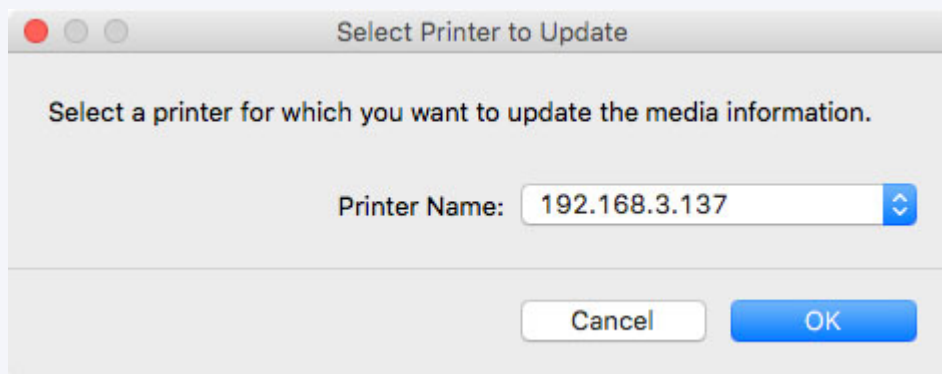 Select Printer to Update
Select a printer for which you want to update the media information.
Printer Name: 192.168.3.137
Cancel OK